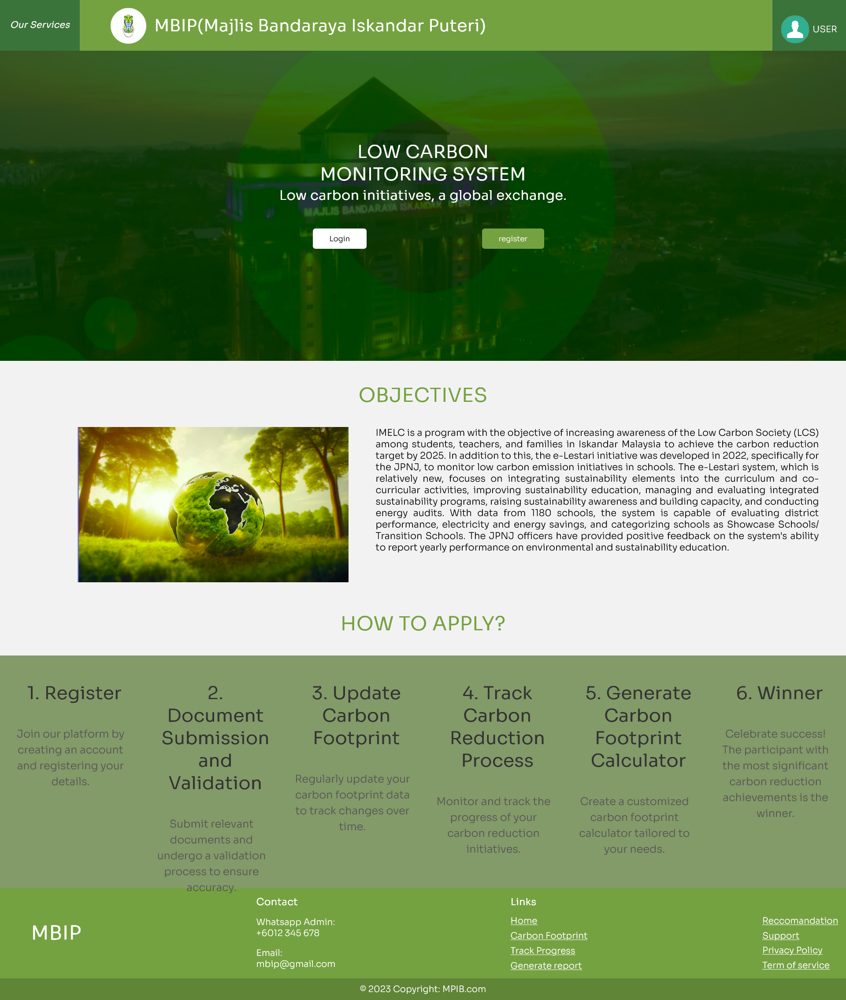 Our Services
MBIP(Majlis Bandaraya Iskandar Puteri)
USER
LOW CARBON
MONITORING SYSTEM
Low carbon initiatives, a global exchange.
MAJLIS BANDARAYA ISKANDAR UTERI
Login
register
OBJECTIVES
IMELC is a program with the objective of increasing awareness of the Low Carbon Society (LCS)
among students, teachers, and families in Iskandar Malaysia to achieve the carbon reduction
target by 2025. In addition to this, the e-Lestari initiative was developed in 2022, specifically for
the JPNJ, to monitor low carbon emission initiatives in schools. The e-Lestari system, which is
relatively new, focuses on integrating sustainability elements into the curriculum and co-
curricular activities, improving sustainability education, managing and evaluating integrated
sustainability programs, raising sustainability awareness and building capacity, and conducting
energy audits. With data from 1180 schools, the system is capable of evaluating district
performance, electricity and energy savings, and categorizing schools as Showcase Schools/
Transition Schools. The JPNJ officers have provided positive feedback on the system's ability
to report yearly performance on environmental and sustainability education.
HOW TO APPLY?
1. Register
Join our platform by
creating an account
and registering your
details.
2.
Document
Submission
and
Validation
Submit relevant
documents and
undergo a validation
process to ensure
accuracy.
3. Update
Carbon
Footprint
Regularly update your
carbon footprint data
to track changes over
time.
4. Track
Carbon
Reduction
Process
Monitor and track the
progress of your
carbon reduction
initiatives.
5. Generate
Carbon
Footprint
Calculator
Create a customized
carbon footprint
calculator tailored to
your needs.
6. Winner
Celebrate success!
The participant with
the most significant
carbon reduction
achievements is the
winner.
MBIP
Contact
Whatsapp Admin:
+6012 345 678
Email:
mbip@gmail.com
Links
Home
Carbon Footprint
Track Progress
Generate report
Reccomandation
Support
Privacy Policy
Term of service
© 2023 Copyright: MPIB.com